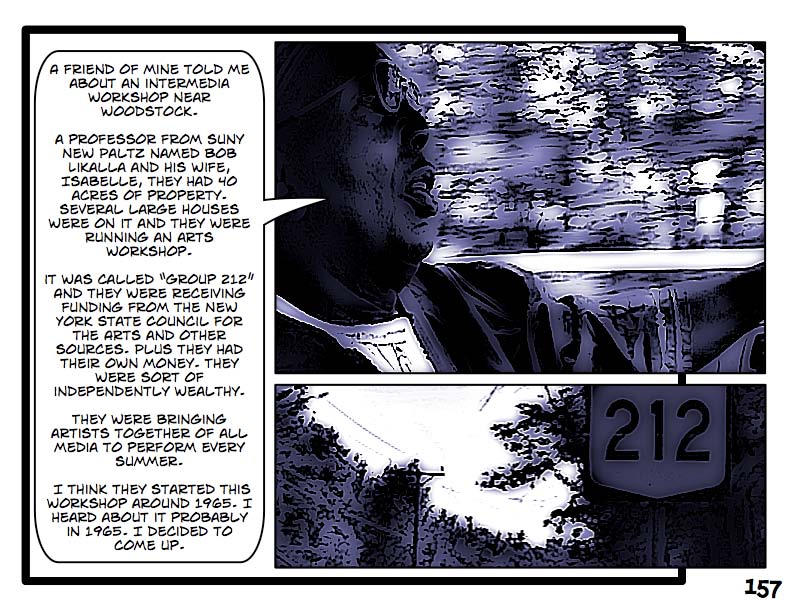 A FRIEND OF MINE TOLD ME
ABOUT AN INTERMEDIA
WORKSHOP NEAR
WOODSTOCK.
A PROFESSOR FROM SUNY
NEW PALTZ NAMED BOB
LIKALLA AND HIS WIFE,
ISABELLE, THEY HAD 40
ACRES OF PROPERTY.
SEVERAL LARGE HOUSES
WERE ON IT AND THEY WERE
RUNNING AN ARTS
WORKSHOP.
IT WAS CALLED "GROUP 212"
AND THEY WERE RECEIVING
FUNDING FROM THE NEW
YORK STATE COUNCIL FOR
THE ARTS AND OTHER
SOURCES. PLUS THEY HAD
THEIR OWN MONEY. THEY
WERE SORT OF
INDEPENDENTLY WEALTHY.
THEY WERE BRINGING
ARTISTS TOGETHER OF ALL
MEDIA TO PERFORM EVERY
SUMMER.
I THINK THEY STARTED THIS
WORKSHOP AROUND 1965. I
HEARD ABOUT IT PROBABLY
IN 1965. I DECIDED TO
COME UP.
212
157